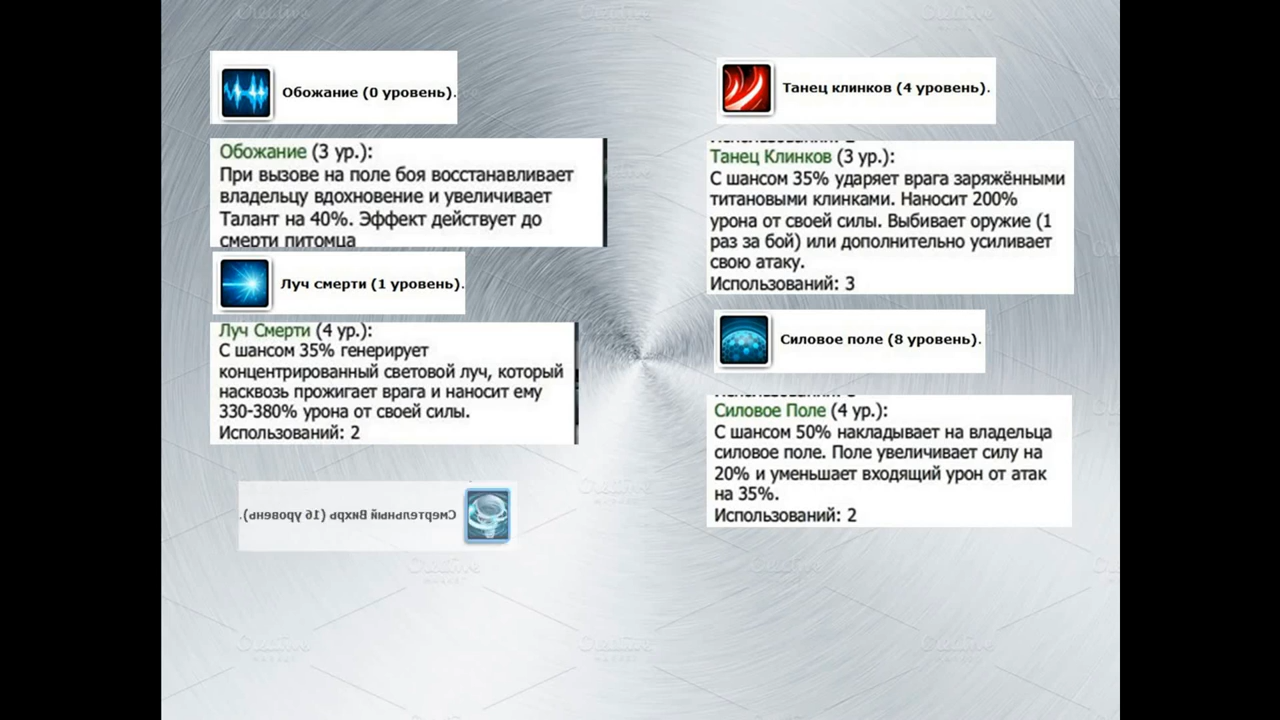 Обожание (0 уровень).
Обожание (3 ур.):
При вызове на поле боя восстанавливает
владельцу вдохновение и увеличивает
Талант на 40%. Эффект действует до
смерти питомца
Луч смерти (1 уровень).
Луч Смерти (4 ур.):
С шансом 35% генерирует
концентрированный световой луч, который
насквозь прожигает врага и наносит ему
330-380% урона от своей силы.
Использований: 2
Смертельный Вихрь (16 уровень).
Танец клинков (4 уровень).
Танец Клинков (3 ур.):
С шансом 35% ударяет врага заряжёнными
титановыми клинками. Наносит 200%
урона от своей силы. Выбивает оружие (1
раз за бой) или дополнительно усиливает
свою атаку.
Использований: 3
Силовое поле (8 уровень).
Силовое Поле (4 ур.):
С шансом 50% накладывает на владельца
силовое поле. Поле увеличивает силу на
20% и уменьшает входящий урон от атак
на 35%.
Использований: 2